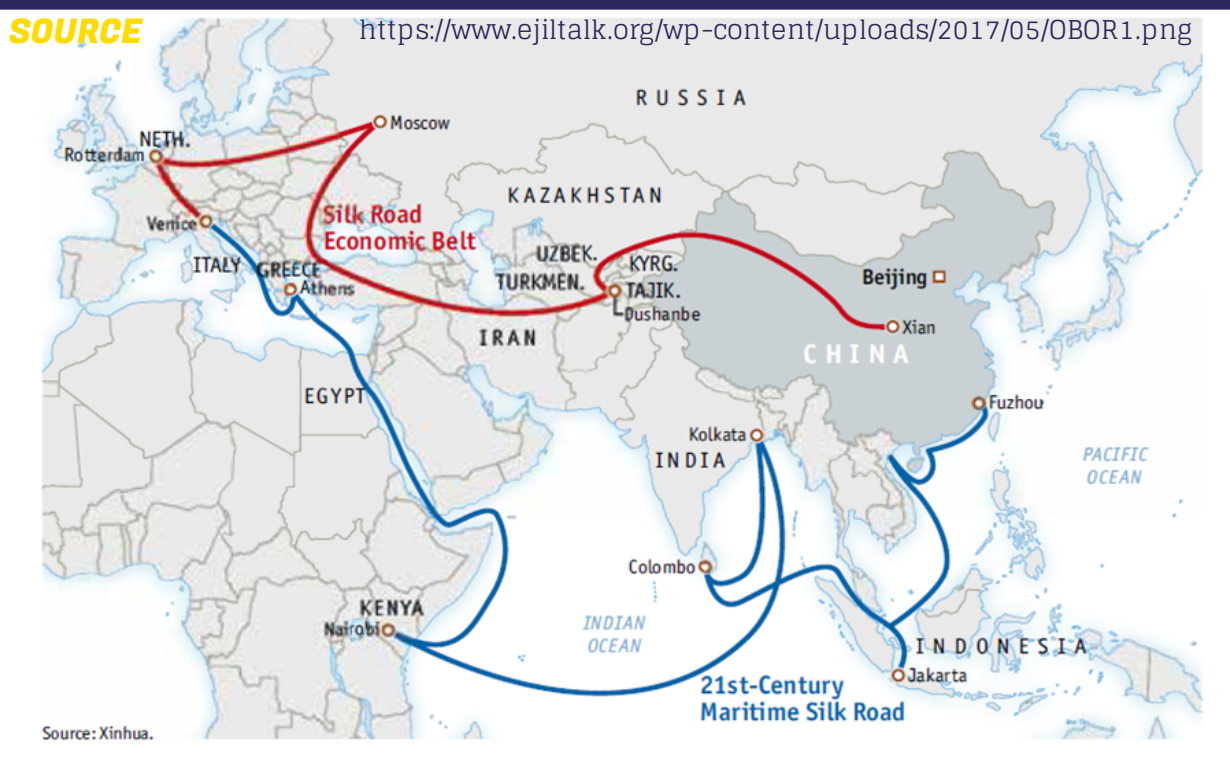 SOURCE
https://www.ejiltalk.org/wp-content/uploads/2017/05/OBOR1.png
RUSSIA
Moscow
NETH.
Rotterdam
KAZAKHSTAN
Venice
Silk Road
Economic Belt
UZBEK.
KYRG.
ITALY
GREECE
Athens
TURKMEN.
TAJIK.
Beijing
Dushanbe
IRAN
Xian
CHINA
EGYPT
Fuzhou
Kolkata
INDIA
PACIFIC
OCEAN
Colombo
KENYA
Nairobi
INDIAN
OCEAN
INDONESIA
Jakarta
21st-Century
Maritime Silk Road
Source: Xinhua.